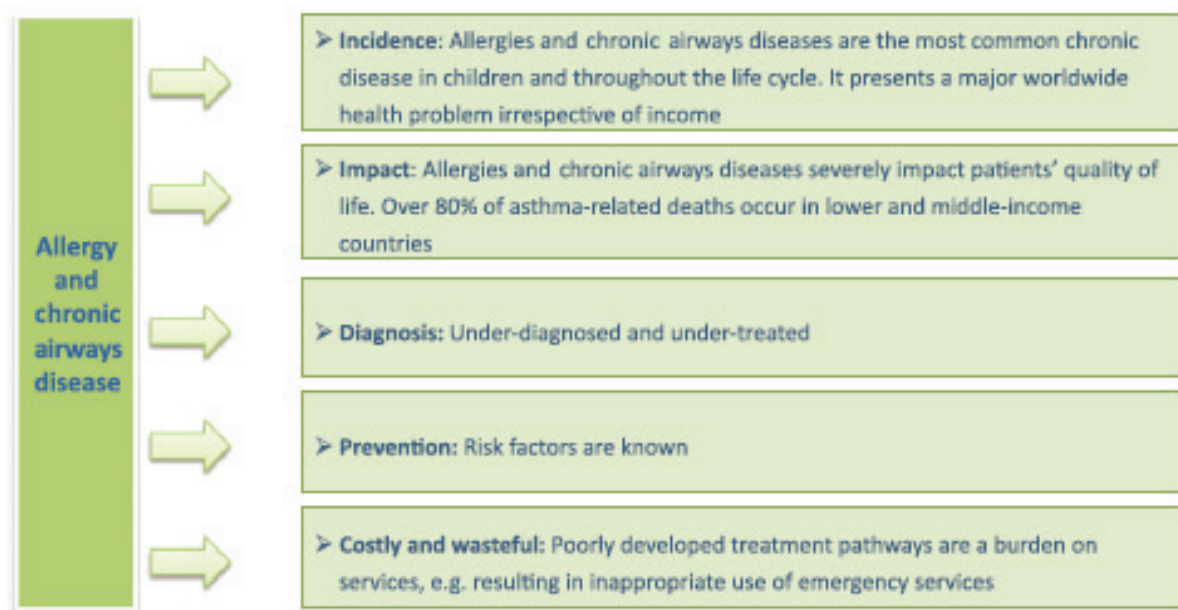 Allergy
and
chronic
airways
disease
➢ Incidence: Allergies and chronic airways diseases are the most common chronic
disease in children and throughout the life cycle. It presents a major worldwide
health problem irrespective of income
➢ Impact: Allergies and chronic airways diseases severely impact patients’ quality of
life. Over 80% of asthma-related deaths occur in lower and middle-income
countries
➢ Diagnosis: Under-diagnosed and under-treated
➢ Prevention: Risk factors are known
➢ Costly and wasteful: Poorly developed treatment pathways are a burden on
services, e.g. resulting in inappropriate use of emergency services